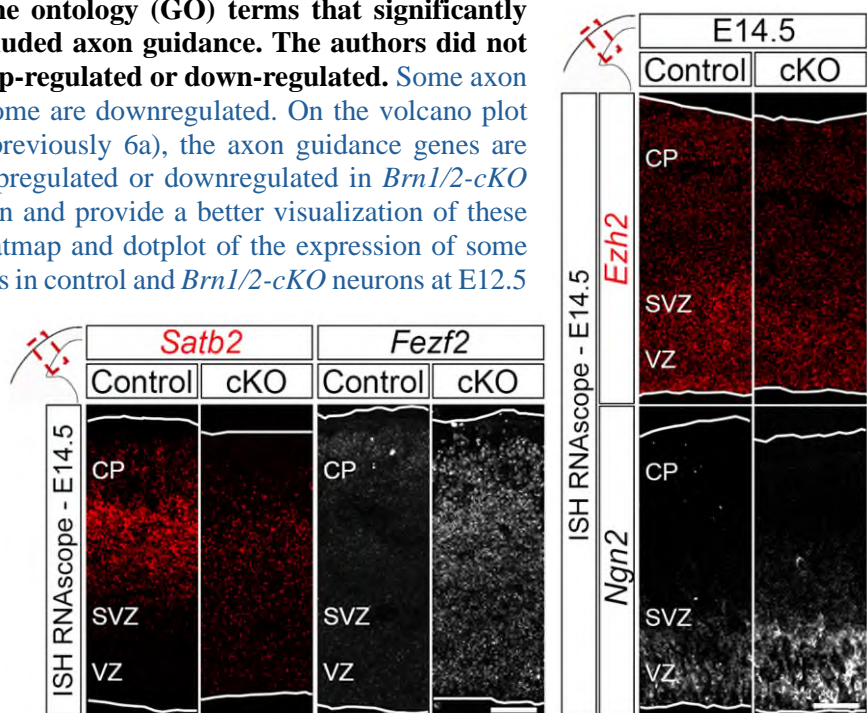 ne ontology (GO) terms that significantly
luded axon guidance. The authors did not
p-regulated or down-regulated. Some axon
ome are downregulated. On the volcano plot
previously 6a), the axon guidance genes are
pregulated or downregulated in Brn1/2-cKO
n and provide a better visualization of these
atmap and dotplot of the expression of some
s in control and Brn1/2-cKO neurons at E12.5
Satb2
Fezf2
Control
cKO
Control
cKO
ISH RNAscope - E14.5
CP
SVZ
VZ
CP
SVZ
VZ
E14.5
Control
cKO
ISH RNAscope - E14.5
Ezh2
CP
SVZ
VZ
Ngn2
CP
SVZ
VZ